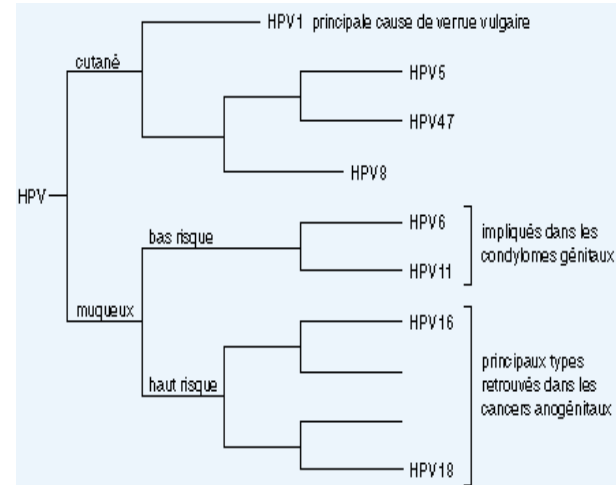 HPV1 principale cause de verrue vulgaire
cutané
HPV5
HPV47
HPV8
HPV
HPV6
bas risque
impliqués dans les
condylomes génitaux
HPV11
muqueux
HPV16
principaux types
retrouvés dans les
cancers anogénitaux
haut risque
HPV18